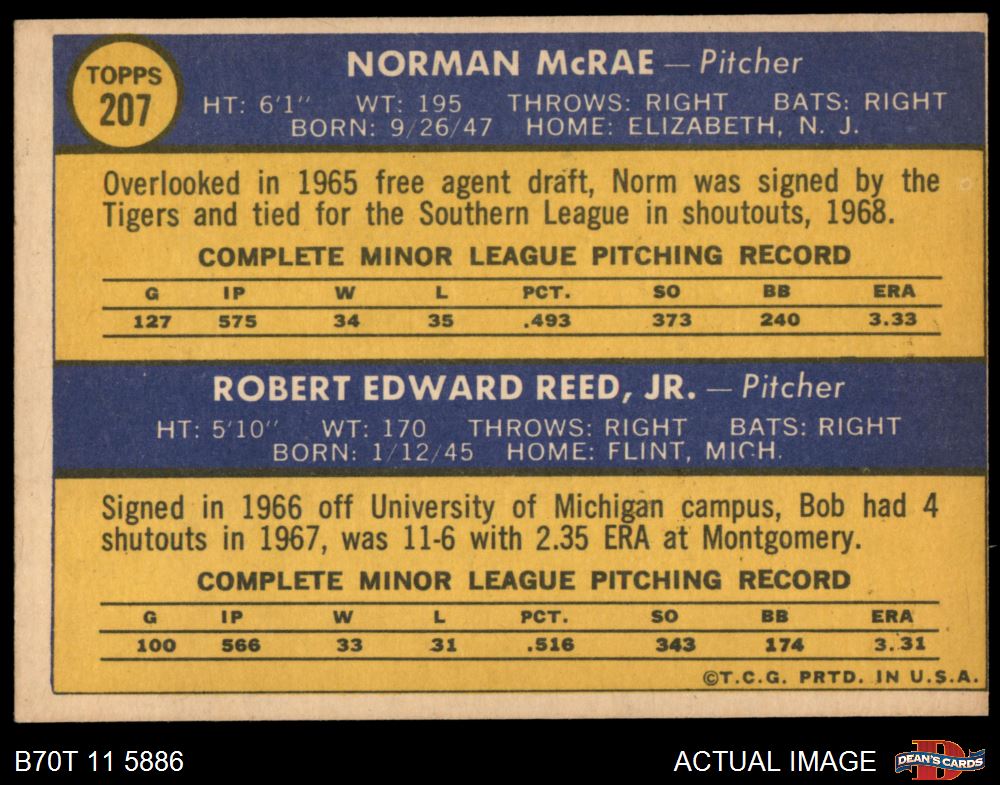 TOPPS
207
NORMAN McRAE — Pitcher
HT: 6'1" WT: 195 THROWS: RIGHT BATS: RIGHT
BORN: 9/26/47 HOME: ELIZABETH, N. J.
Overlooked in 1965 free agent draft, Norm was signed by the
Tigers and tied for the Southern League in shoutouts, 1968.
COMPLETE MINOR LEAGUE PITCHING RECORD
G IP W L PCT. SO BB ERA
127 575 34 35 .493 373 240 3.33
ROBERT EDWARD REED, JR. — Pitcher
HT: 5'10" WT: 170 THROWS: RIGHT BATS: RIGHT
BORN: 1/12/45 HOME: FLINT, MICH.
Signed in 1966 off University of Michigan campus, Bob had 4
shutouts in 1967, was 11-6 with 2.35 ERA at Montgomery.
COMPLETE MINOR LEAGUE PITCHING RECORD
G IP W L PCT. SO BB ERA
100 566 33 31 .516 343 174 3.31
©T.C.G. PRTD. IN U.S.A.
B70T 11 5886 ACTUAL IMAGE DEAN'S CARDS